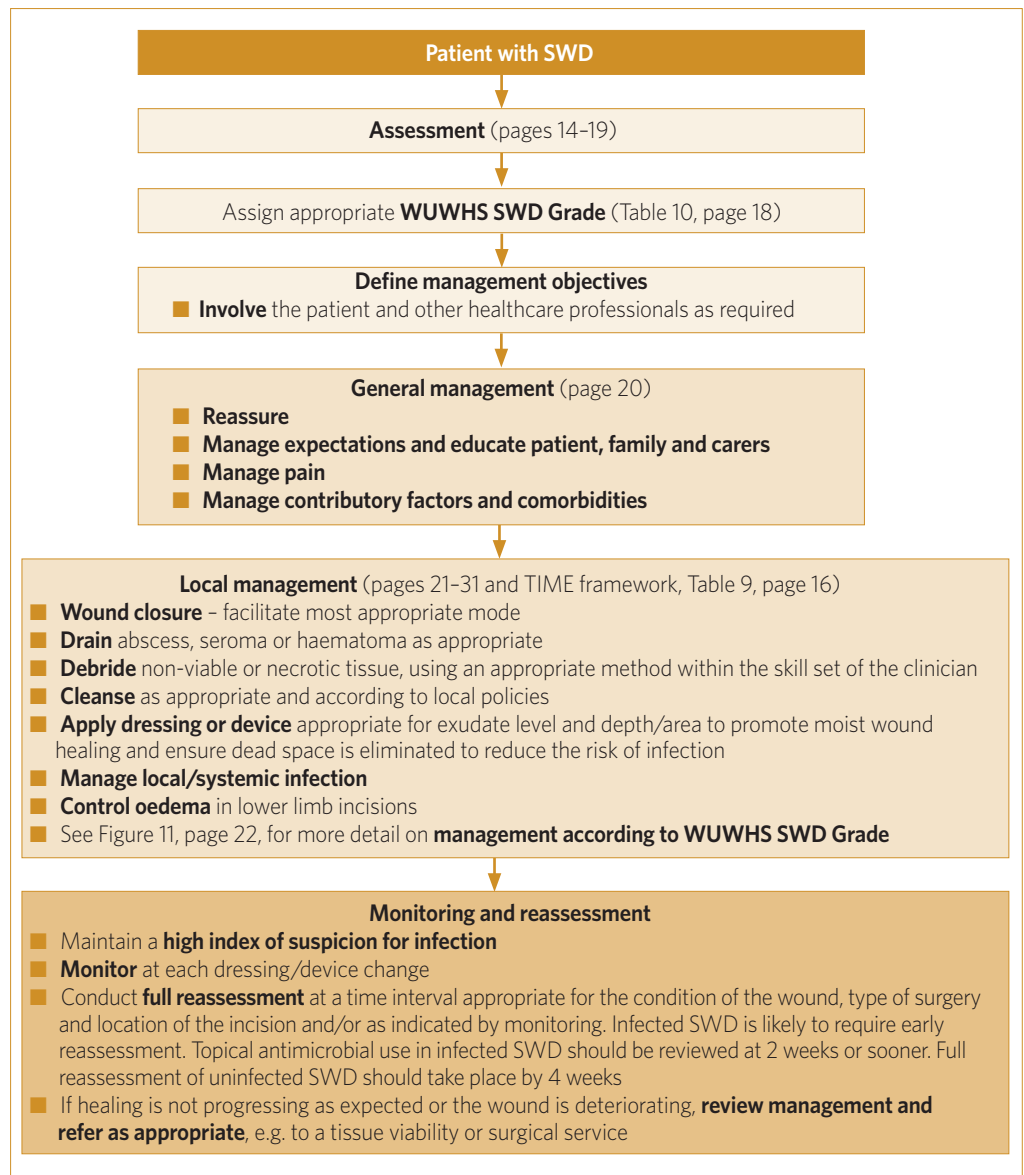 Patient with SWD
Assessment (pages 14–19)
Assign appropriate WUWHS SWD Grade (Table 10, page 18)
Define management objectives
■ Involve the patient and other healthcare professionals as required
General management (page 20)
■ Reassure
■ Manage expectations and educate patient, family and carers
■ Manage pain
■ Manage contributory factors and comorbidities
Local management (pages 21–31 and TIME framework, Table 9, page 16)
■ Wound closure – facilitate most appropriate mode
■ Drain abscess, seroma or haematoma as appropriate
■ Debride non-viable or necrotic tissue, using an appropriate method within the skill set of the clinician
■ Cleanse as appropriate and according to local policies
■ Apply dressing or device appropriate for exudate level and depth/area to promote moist wound
healing and ensure dead space is eliminated to reduce the risk of infection
■ Manage local/systemic infection
■ Control oedema in lower limb incisions
■ See Figure 11, page 22, for more detail on management according to WUWHS SWD Grade
Monitoring and reassessment
■ Maintain a high index of suspicion for infection
■ Monitor at each dressing/device change
■ Conduct full reassessment at a time interval appropriate for the condition of the wound, type of surgery
and location of the incision and/or as indicated by monitoring. Infected SWD is likely to require early
reassessment. Topical antimicrobial use in infected SWD should be reviewed at 2 weeks or sooner. Full
reassessment of uninfected SWD should take place by 4 weeks
■ If healing is not progressing as expected or the wound is deteriorating, review management and
refer as appropriate, e.g. to a tissue viability or surgical service